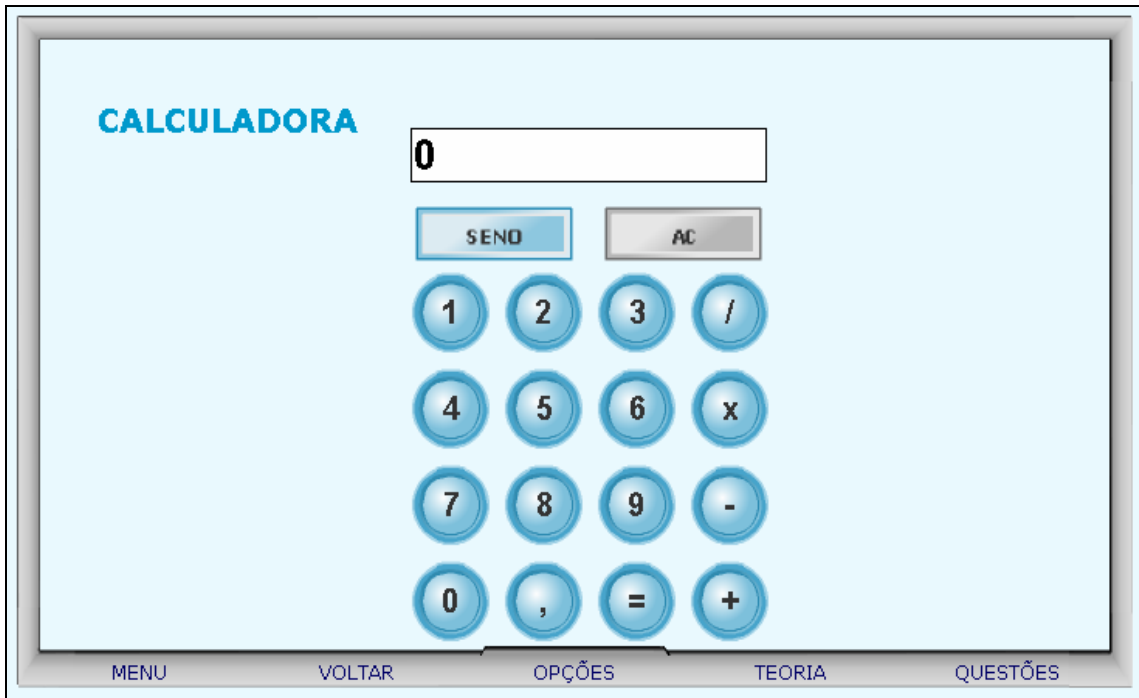 CALCULADORA
0
SENO AC
1 2 3 /
4 5 6 x
7 8 9 -
0 , = +
MENU VOLTAR OPÇÕES TEORIA QUESTÕES